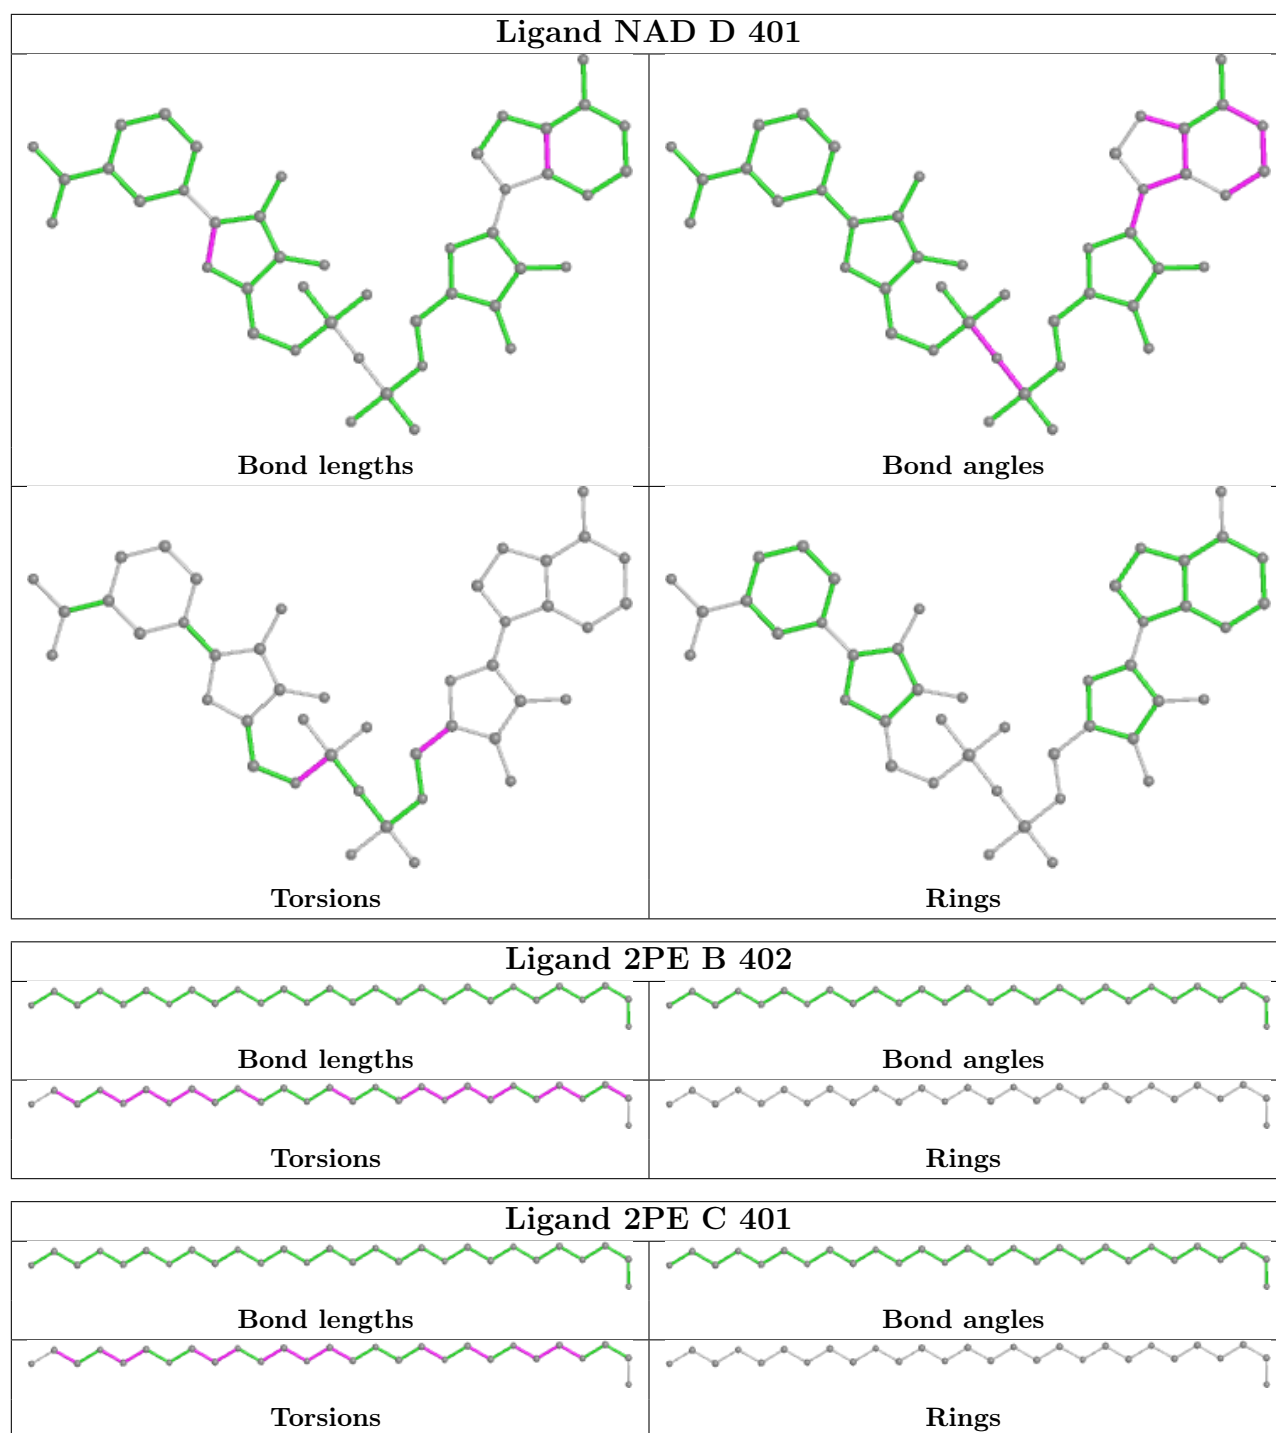 Ligand NAD D 401
Bond lengths
Bond angles
Torsions
Rings
Ligand 2PE B 402
Bond lengths
Bond angles
Torsions
Rings
Ligand 2PE C 401
Bond lengths
Bond angles
Torsions
Rings